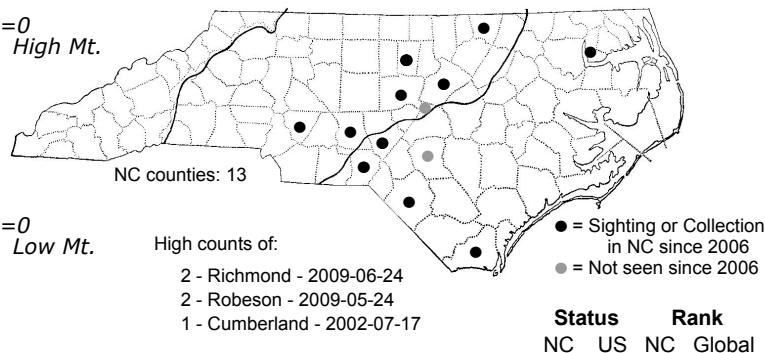 =0
High Mt.
NC counties: 13
=0
Low Mt.
High counts of:
2 - Richmond - 2009-06-24
2 - Robeson - 2009-05-24
1 - Cumberland - 2002-07-17
= Sighting or Collection
in NC since 2006
= Not seen since 2006
Status Rank
NC US NC Global